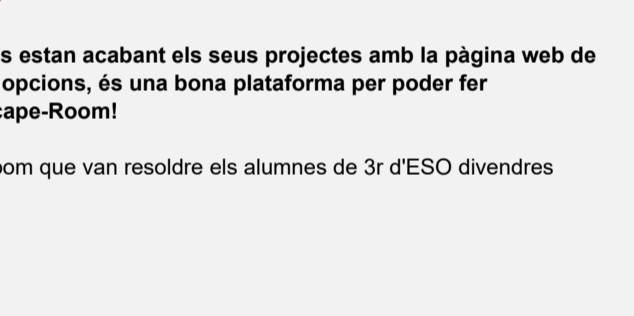 s estan acabant els seus projectes amb la pàgina web de
opcions, és una bona plataforma per poder fer
cape-Room!
oom que van resoldre els alumnes de 3r d'ESO divendres